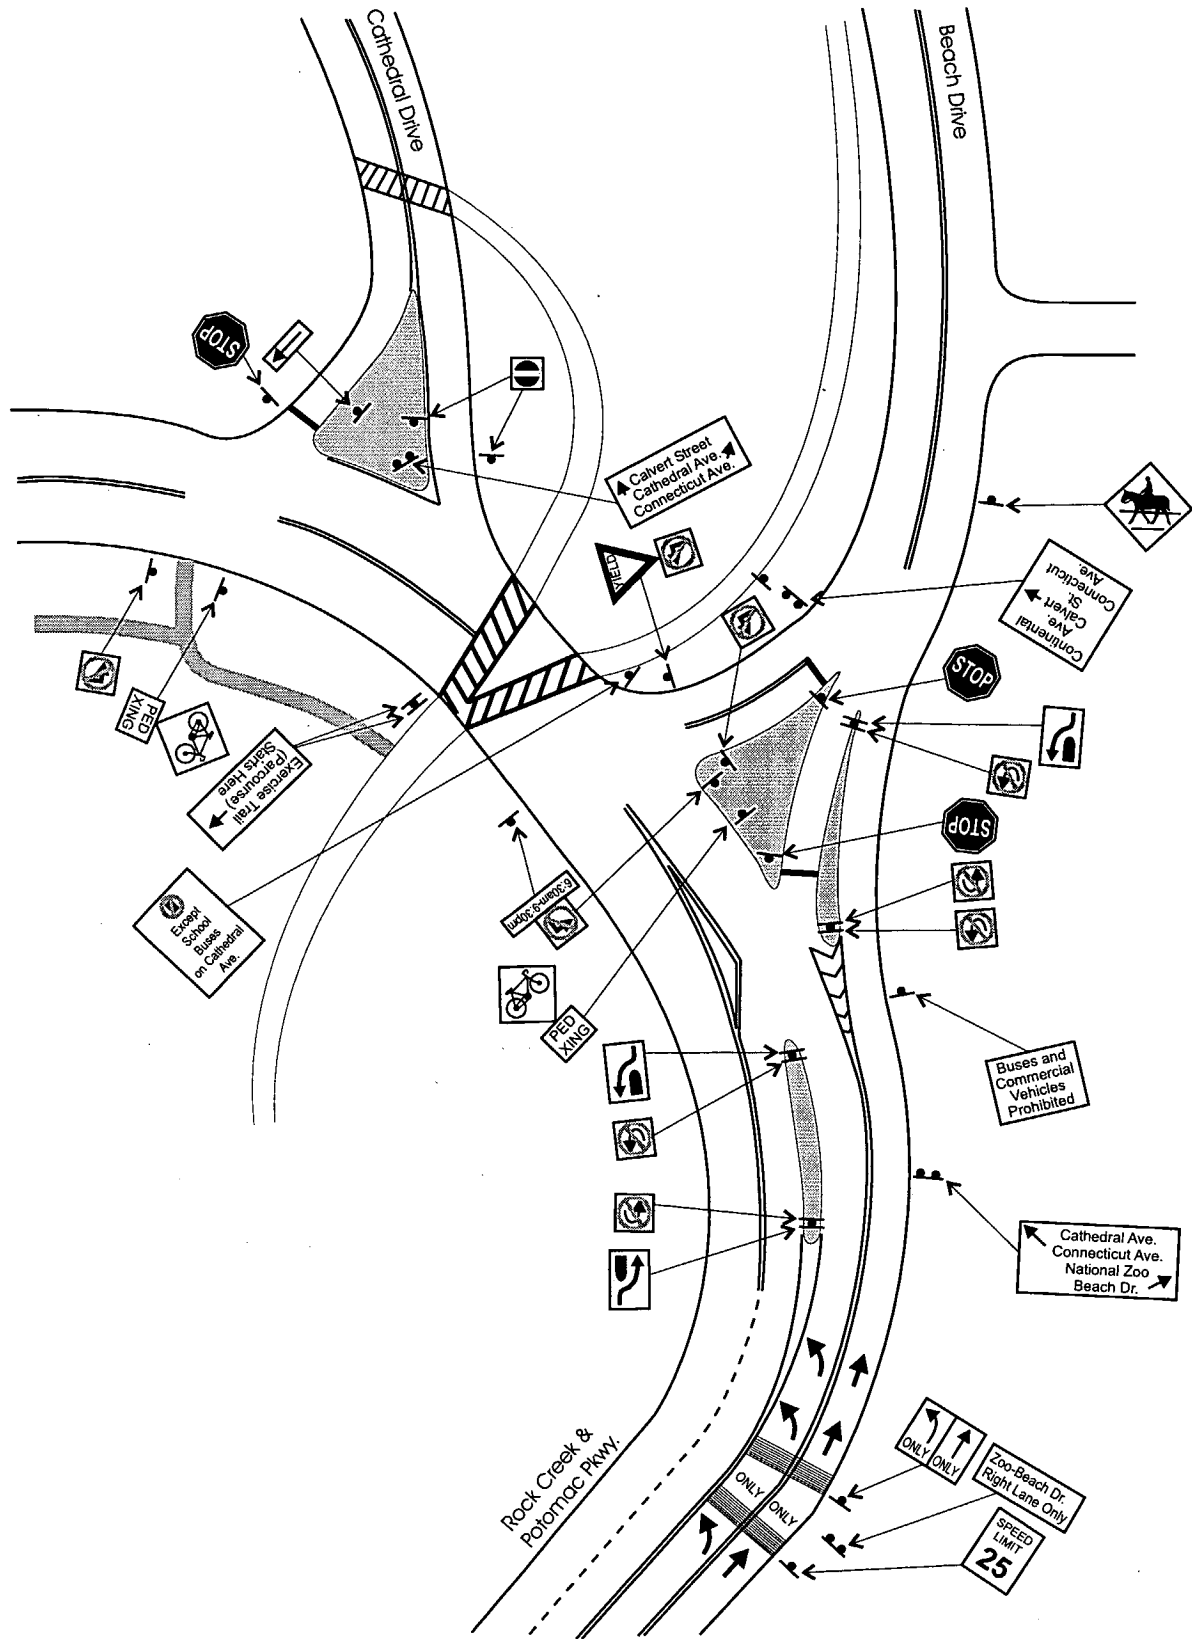 Cathedral Drive
Beach Drive
STOP
Calvert Street
Cathedral Ave.
Connecticut Ave.
YIELD
Continental
Ave.
Calvert
St.
Connecticut
Ave.
STOP
PED
XING
Exercise Trail
(Parcourse)
Starts Here
STOP
6:30am-9:30pm
Except
School
Buses
on Cathedral
Ave.
PED
XING
Buses and
Commercial
Vehicles
Prohibited
Cathedral Ave.
Connecticut Ave.
National Zoo
Beach Dr.
Rock Creek &
Potomac Pkwy.
ONLY
ONLY
ONLY
ONLY
Zoo-Beach Dr.
Right Lane Only
SPEED
LIMIT
25